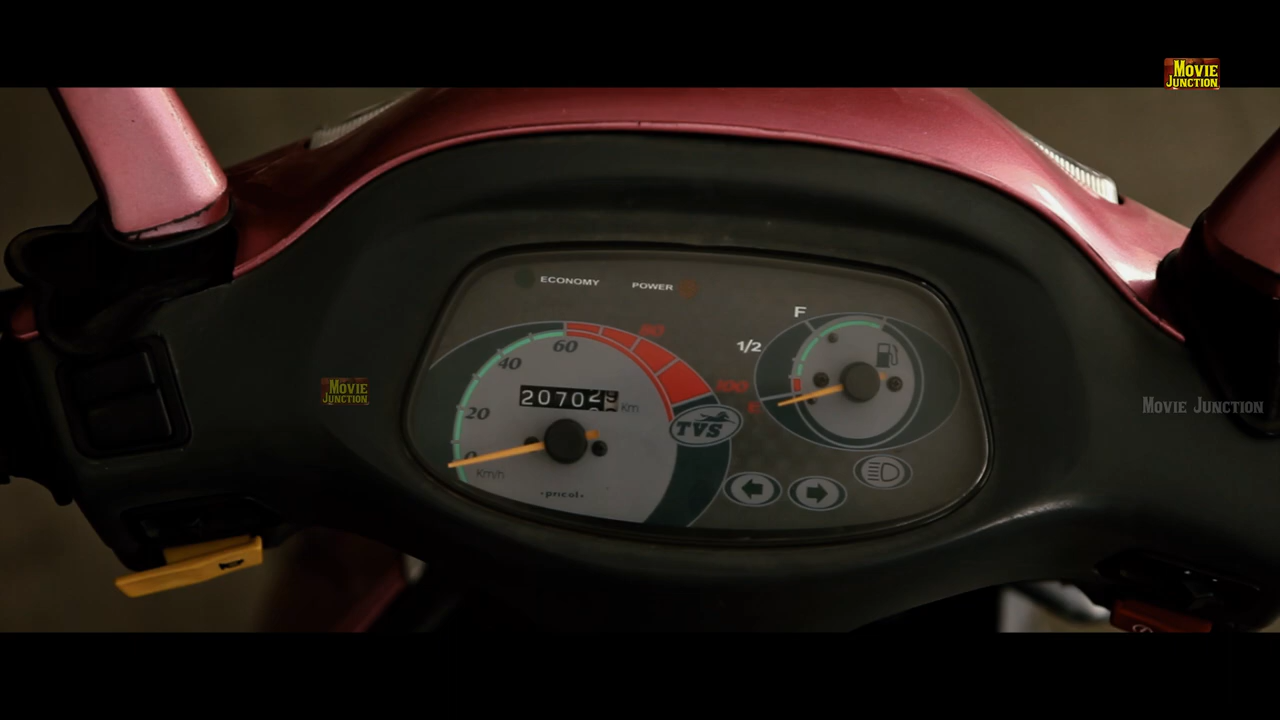 MOVIE
JUNCTION
ECONOMY POWER
F
1/2
80
60
40
100
MOVIE
JUNCTION
2070 Km
E
MOVIE JUNCTION
20
TVS
0
Km/h
pricol